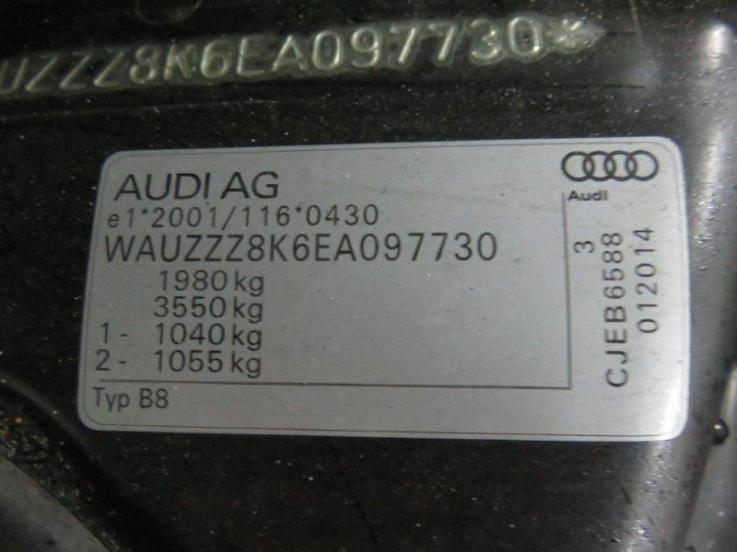 UZZZ8K6EA097730*
AUDI AG
Audi
e1*2001/116*0430
WAUZZZ8K6EA097730
1980 kg
3550 kg
1- 1040 kg
2- 1055 kg
Typ B8
3
CJEB6588
012014